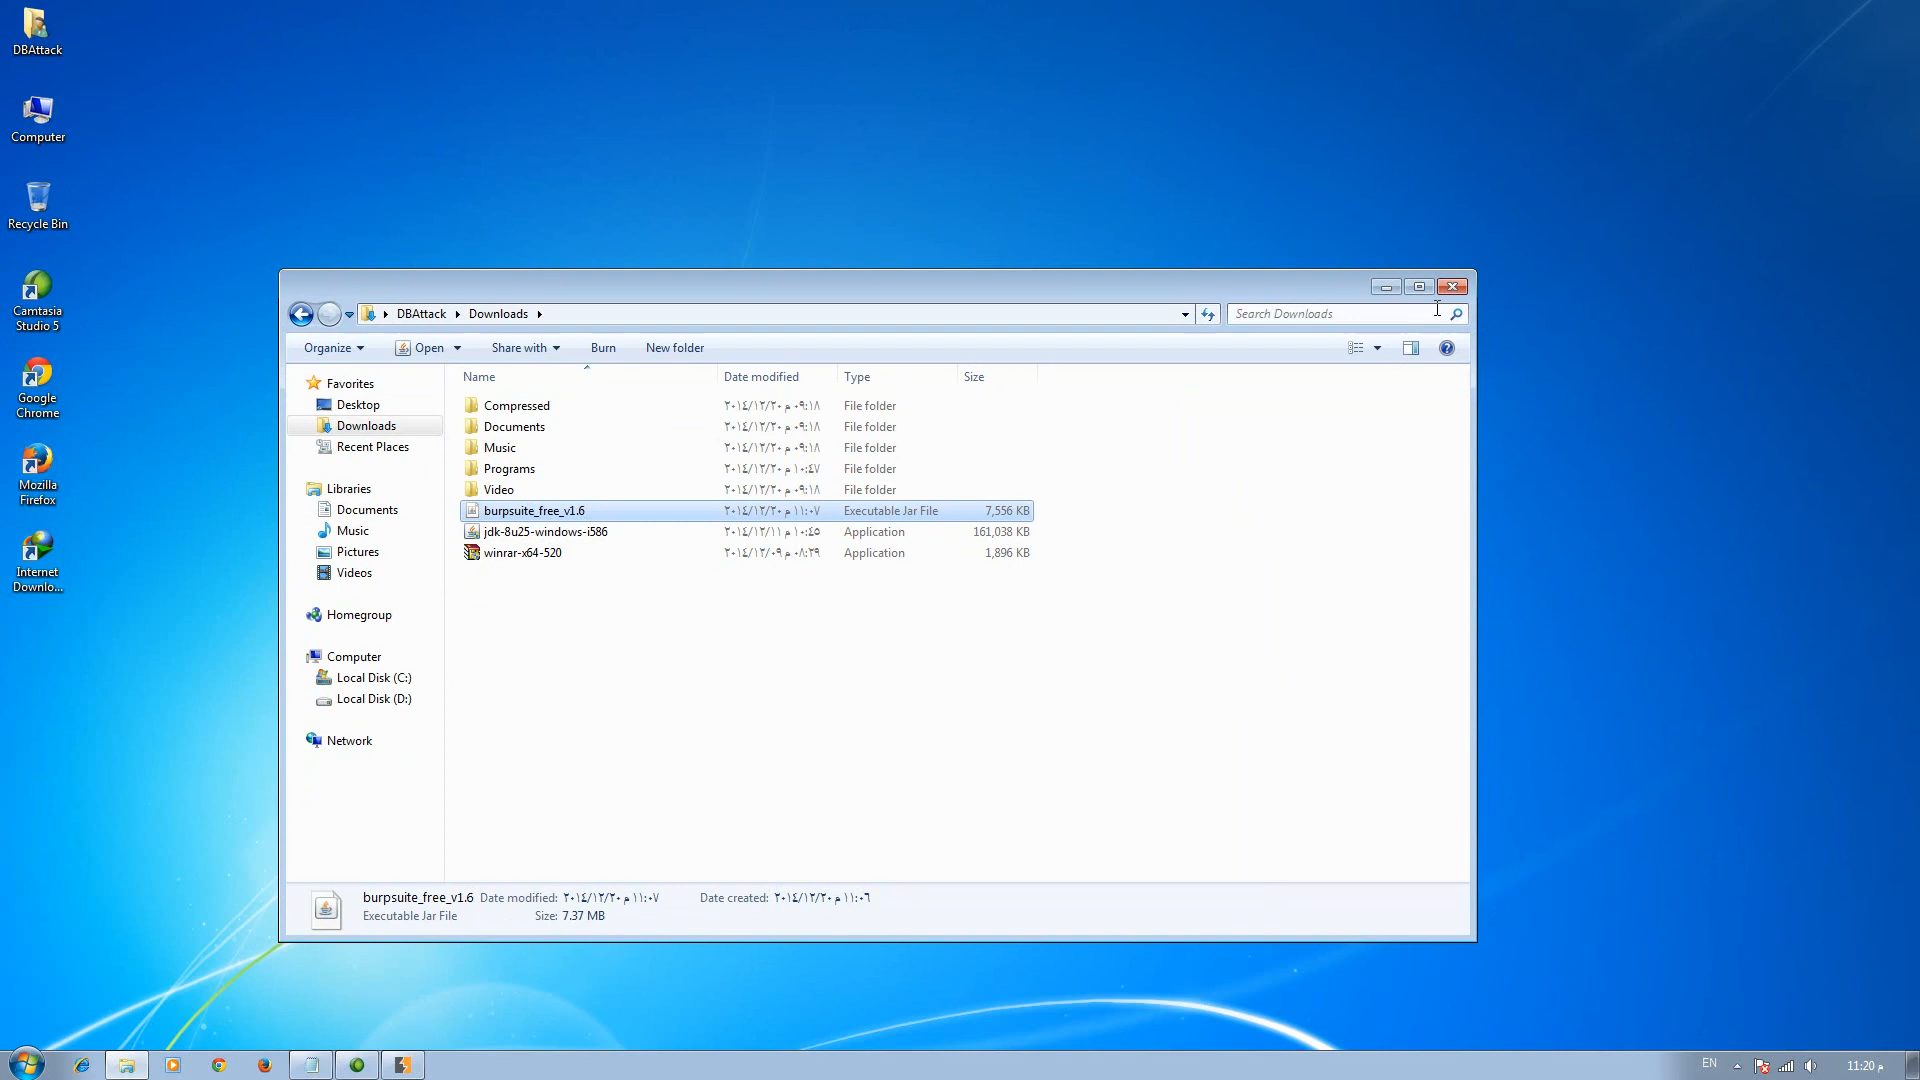 DBAttack
Computer
Recycle Bin
Camtasia
Studio 5
Google
Chrome
Mozilla
Firefox
Internet
Downlo...
DBAttack
Downloads
Search Downloads
Organize
Open
Share with
Burn
New folder
Favorites
Desktop
Downloads
Recent Places
Libraries
Documents
Music
Pictures
Videos
Homegroup
Computer
Local Disk (C:)
Local Disk (D:)
Network
Name Date modified Type Size
Compressed ٢٠١٤/١٢/٢٠ ٠٩:١٨ م File folder
Documents ٢٠١٤/١٢/٢٠ ٠٩:١٨ م File folder
Music ٢٠١٤/١٢/٢٠ ٠٩:١٨ م File folder
Programs ٢٠١٤/١٢/٢٠ ١٠:٤٧ م File folder
Video ٢٠١٤/١٢/٢٠ ٠٩:١٨ م File folder
burpsuite_free_v1.6 ٢٠١٤/١٢/٢٠ ١١:٠٧ م Executable Jar File 7,556 KB
jdk-8u25-windows-i586 ٢٠١٤/١٢/١١ ١٠:٤٥ م Application 161,038 KB
winrar-x64-520 ٢٠١٤/١٢/٠٩ ٠٨:٢٩ م Application 1,896 KB
burpsuite_free_v1.6 Date modified: ٢٠١٤/١٢/٢٠ ١١:٠٧ م Date created: ٢٠١٤/١٢/٢٠ ١١:٠٦ م
Executable Jar File Size: 7.37 MB
EN
11:20 م